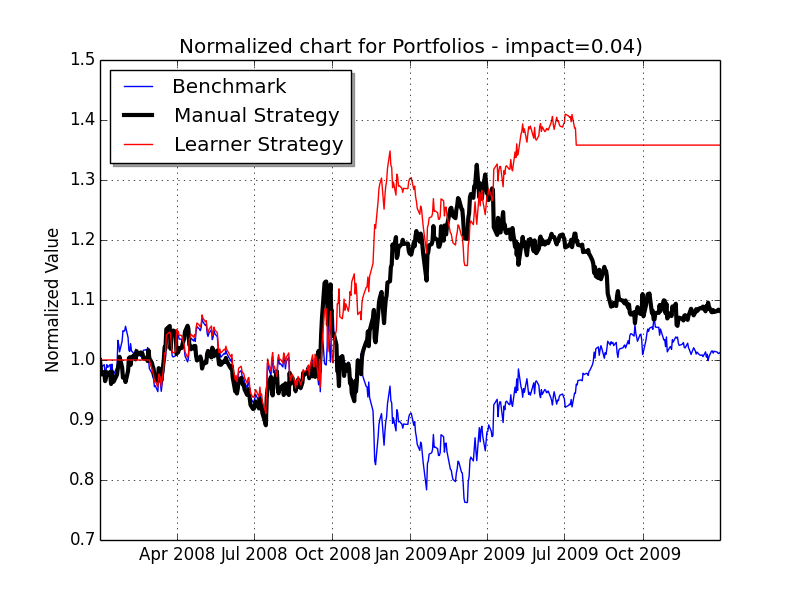 Normalized chart for Portfolios - impact=0.04)
Benchmark
Manual Strategy
Learner Strategy
Normalized Value
1.5
1.4
1.3
1.2
1.1
1.0
0.9
0.8
0.7
Apr 2008 Jul 2008 Oct 2008 Jan 2009 Apr 2009 Jul 2009 Oct 2009